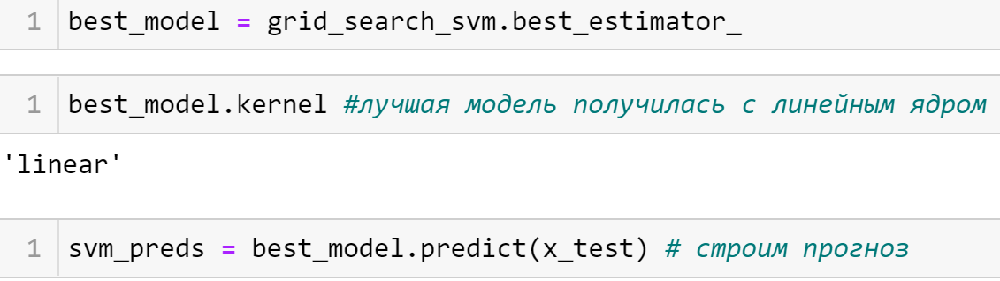 1 best_model = grid_search_svm.best_estimator_
1 best_model.kernel #лучшая модель получилась с линейным ядром
'linear'
1 svm_preds = best_model.predict(x_test) # строим прогноз